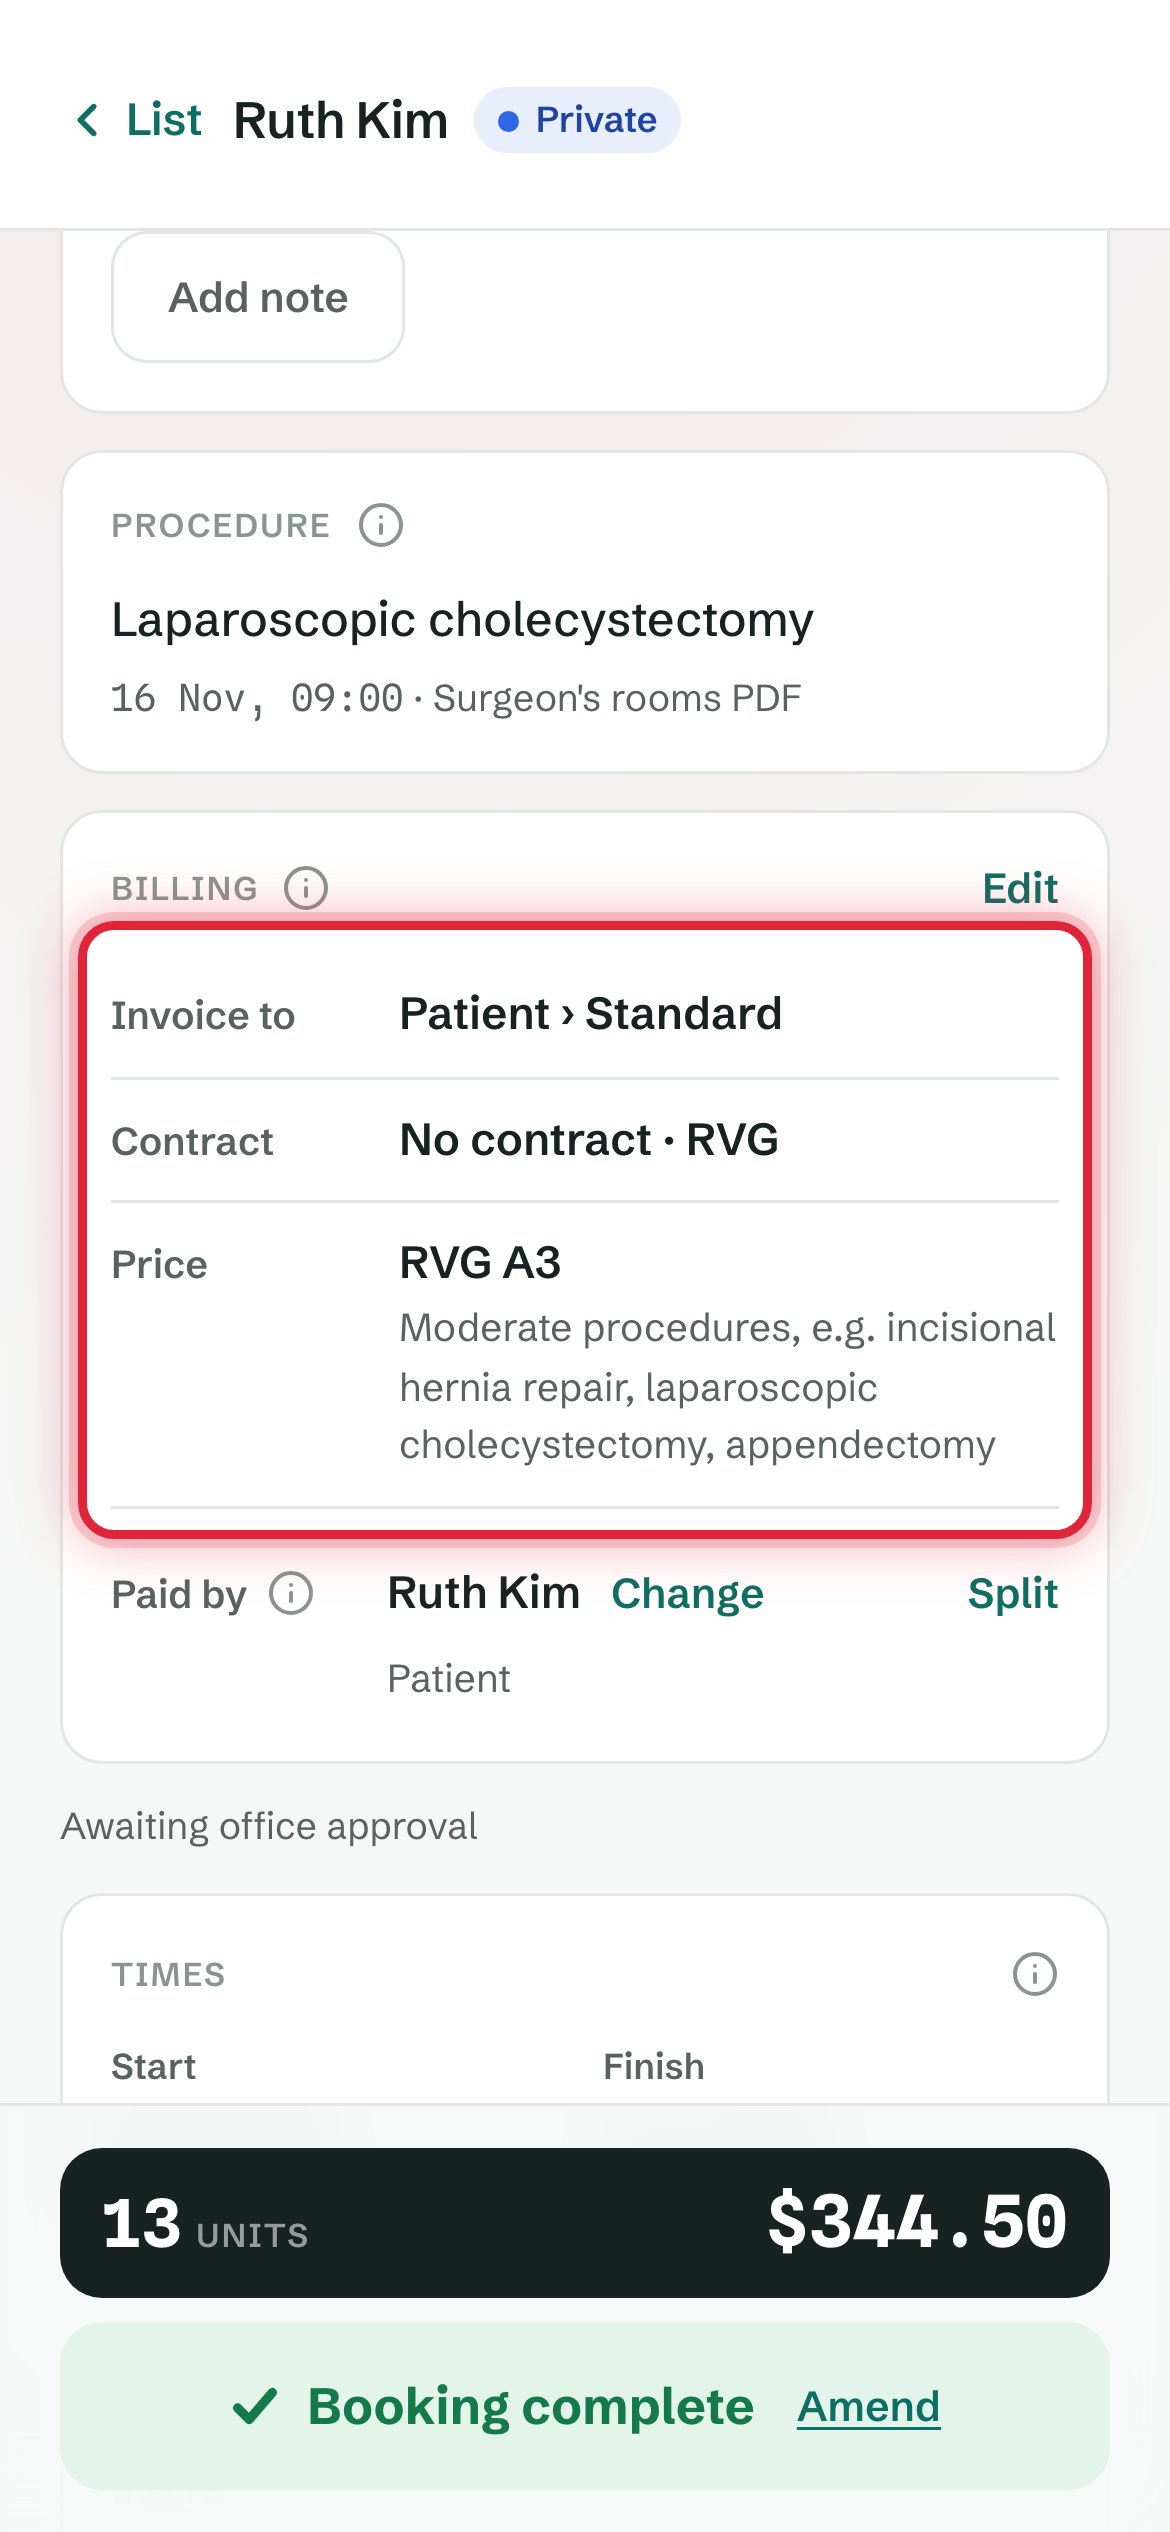 List Ruth Kim Private
Add note
PROCEDURE
Laparoscopic cholecystectomy
16 Nov, 09:00 · Surgeon's rooms PDF
BILLING Edit
Invoice to Patient › Standard
Contract No contract · RVG
Price RVG A3
Moderate procedures, e.g. incisional
hernia repair, laparoscopic
cholecystectomy, appendectomy
Paid by Ruth Kim Change Split
Patient
Awaiting office approval
TIMES
Start Finish
13 UNITS $344.50
Booking complete Amend